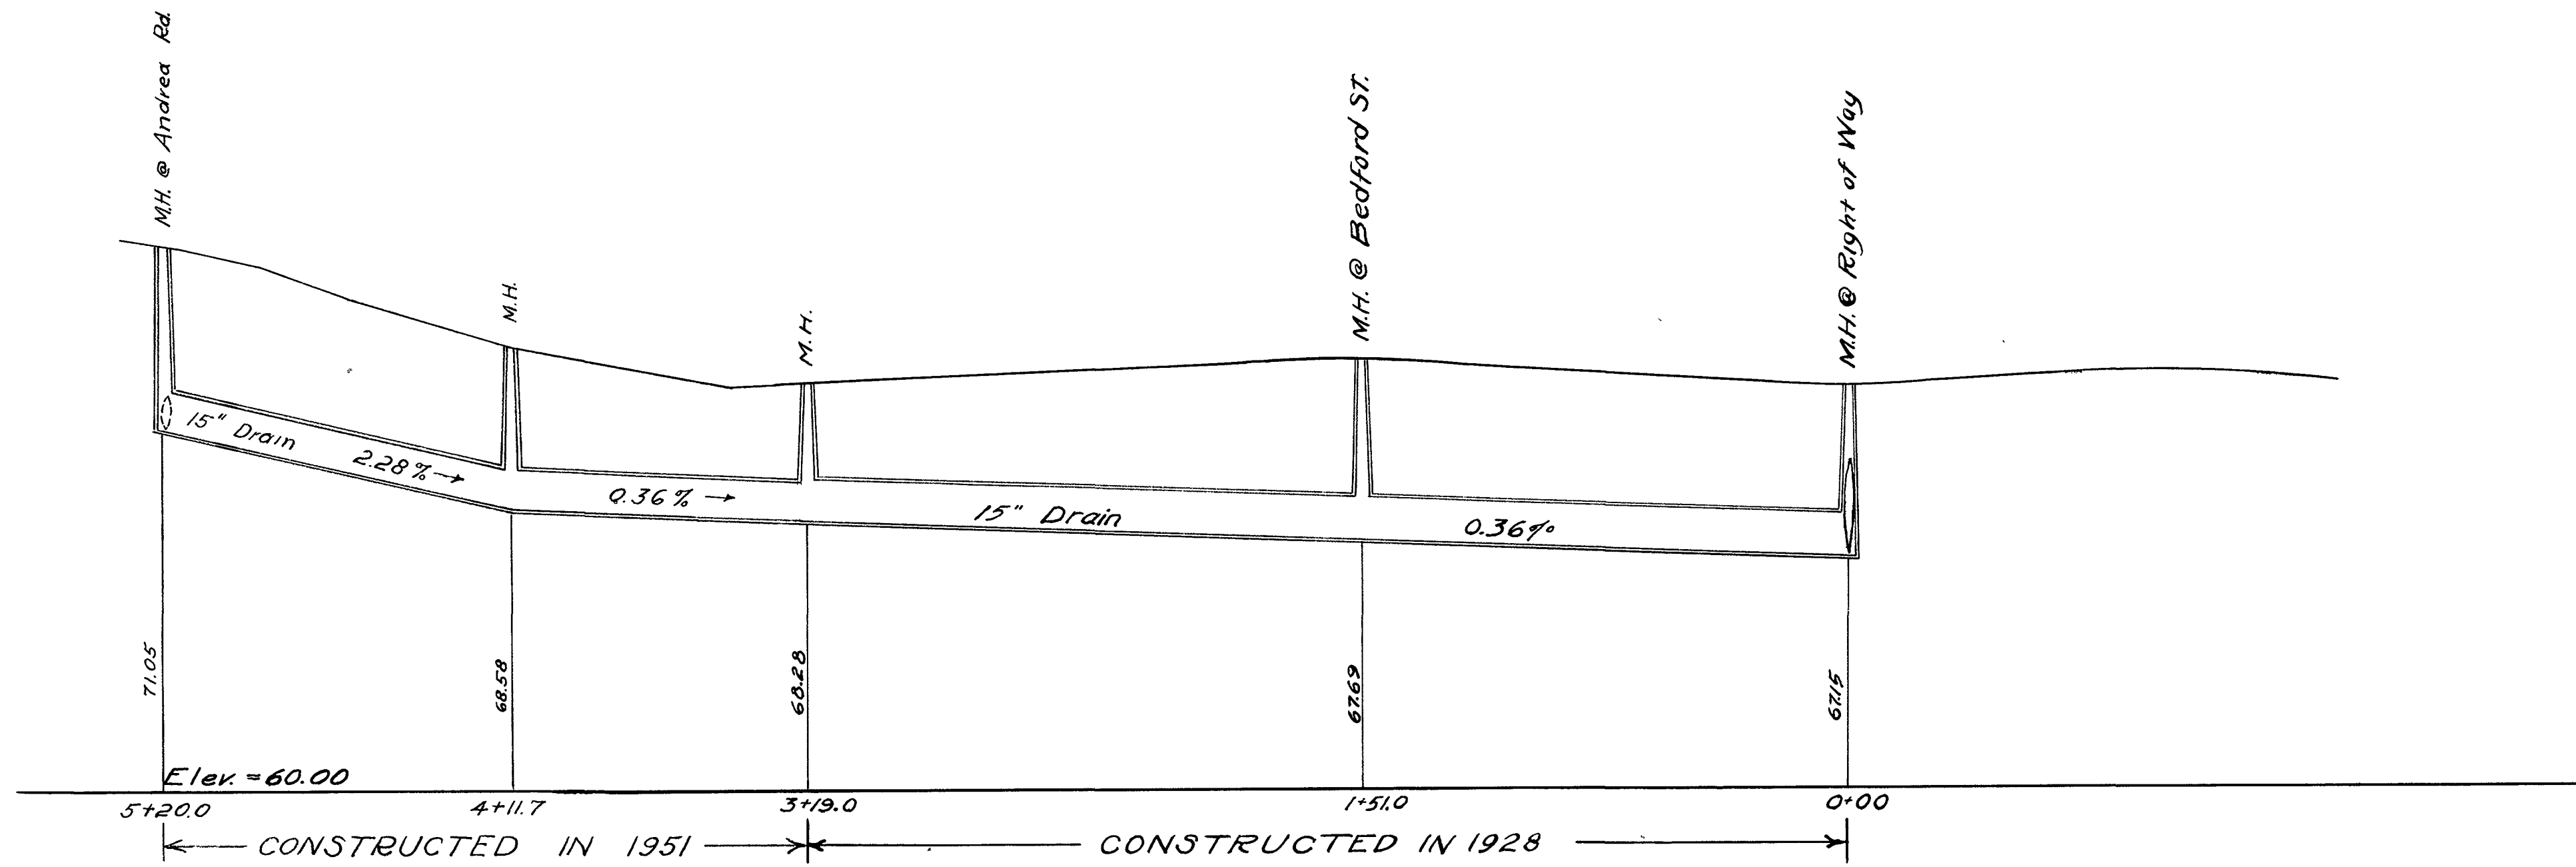 M.H. @ Andrea Rd.
M.H.
M.H.
M.H. @ Bedford ST.
M.H. @ Right of Way
15" Drain
2.28% →
0.36% →
15" Drain
0.36%
71.05
68.58
68.28
67.69
67.15
Elev. = 60.00
5+20.0
4+11.7
3+19.0
1+51.0
0+00
CONSTRUCTED IN 1951
CONSTRUCTED IN 1928